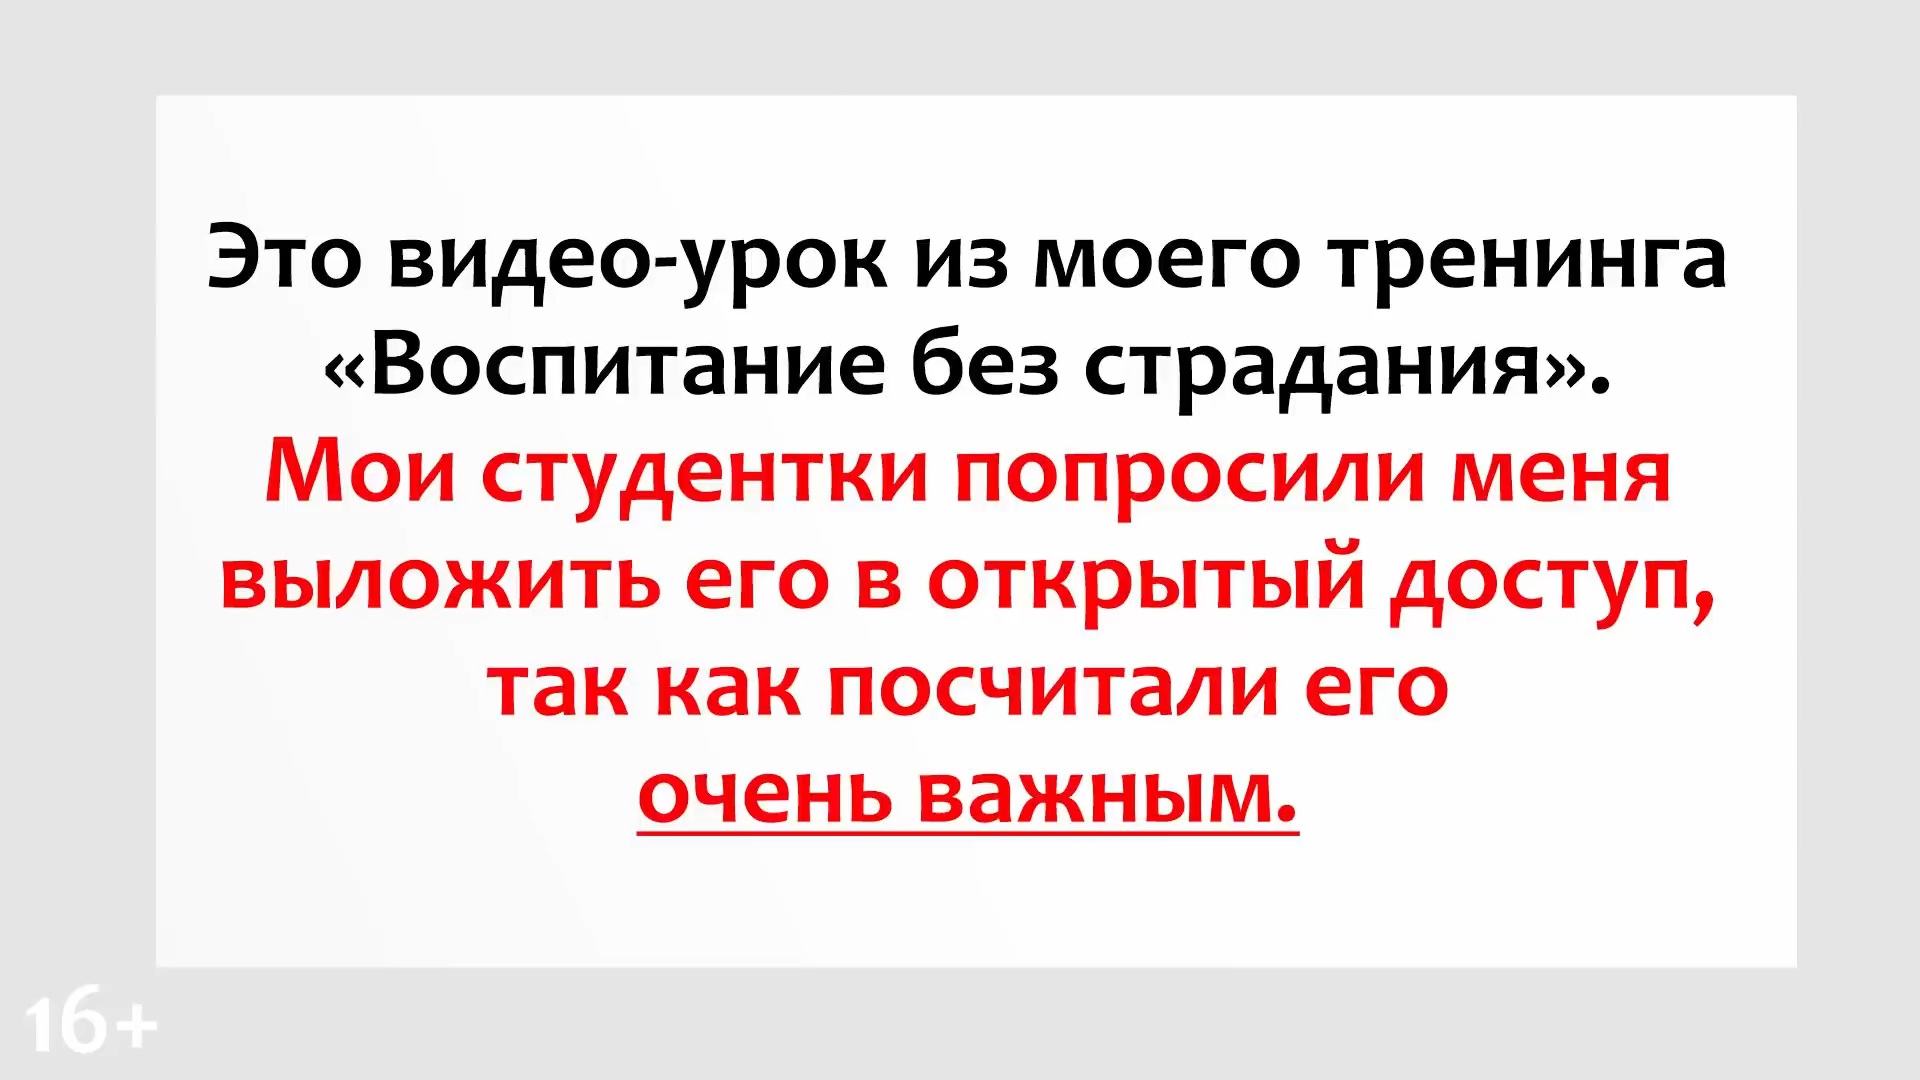 Это видео-урок из моего тренинга
«Воспитание без страдания».
Мои студентки попросили меня
выложить его в открытый доступ,
так как посчитали его
очень важным.
16+